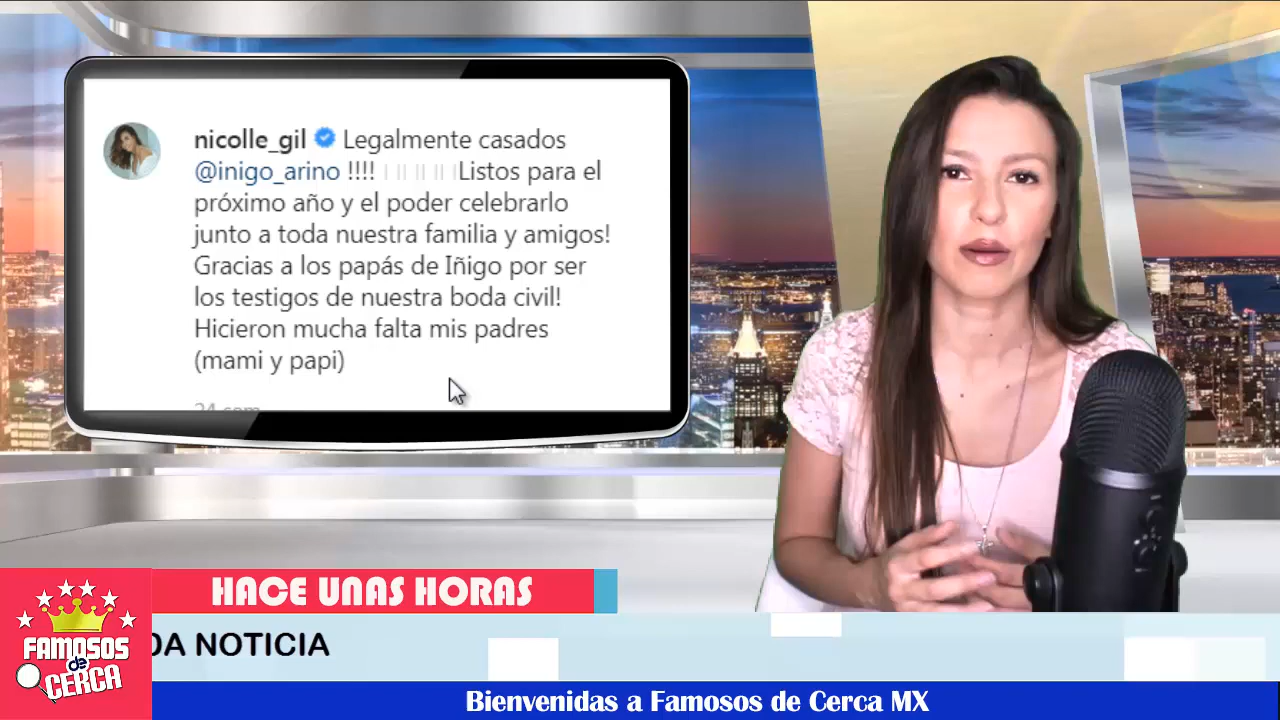 nicolle_gil Legalmente casados
@inigo_arino !!!! Listos para el
próximo año y el poder celebrarlo
junto a toda nuestra familia y amigos!
Gracias a los papás de Iñigo por ser
los testigos de nuestra boda civil!
Hicieron mucha falta mis padres
(mami y papi)
HACE UNAS HORAS
DA NOTICIA
FAMOSOS
de
CERCA
Bienvenidas a Famosos de Cerca MX